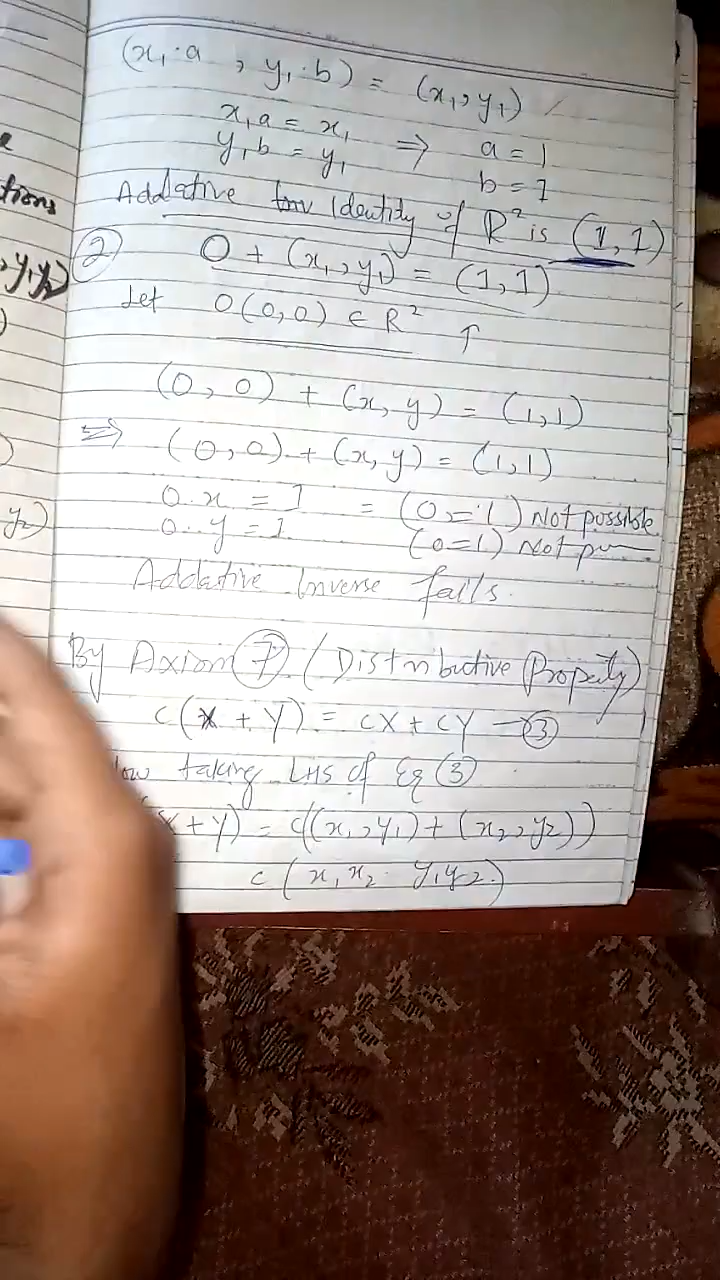 (x₁·a , y₁·b) = (x₁, y₁)
x₁a = x₁
y₁b = y₁ ⇒ a = 1
b = 1
Addative Identity of R² is (1, 1)
② O + (x₁, y₁) = (1, 1)
Let O(0,0) ∈ R² ↑
(0, 0) + (x, y) = (1, 1)
⇒ (0, 0) + (x, y) = (1, 1)
0·x = 1 = (0 = 1) Not possible
0·y = 1 (0=1) Not
Addative Inverse fails.
By Axiom ⑦ (Distributive Property)
c(X + Y) = cX + cY —③
taking LHS of Eq ③
X+Y) = c((x₁, y₁) + (x₂, y₂))
c (x₁x₂ y₁y₂)
tions
, y₁y₂)
y₂)